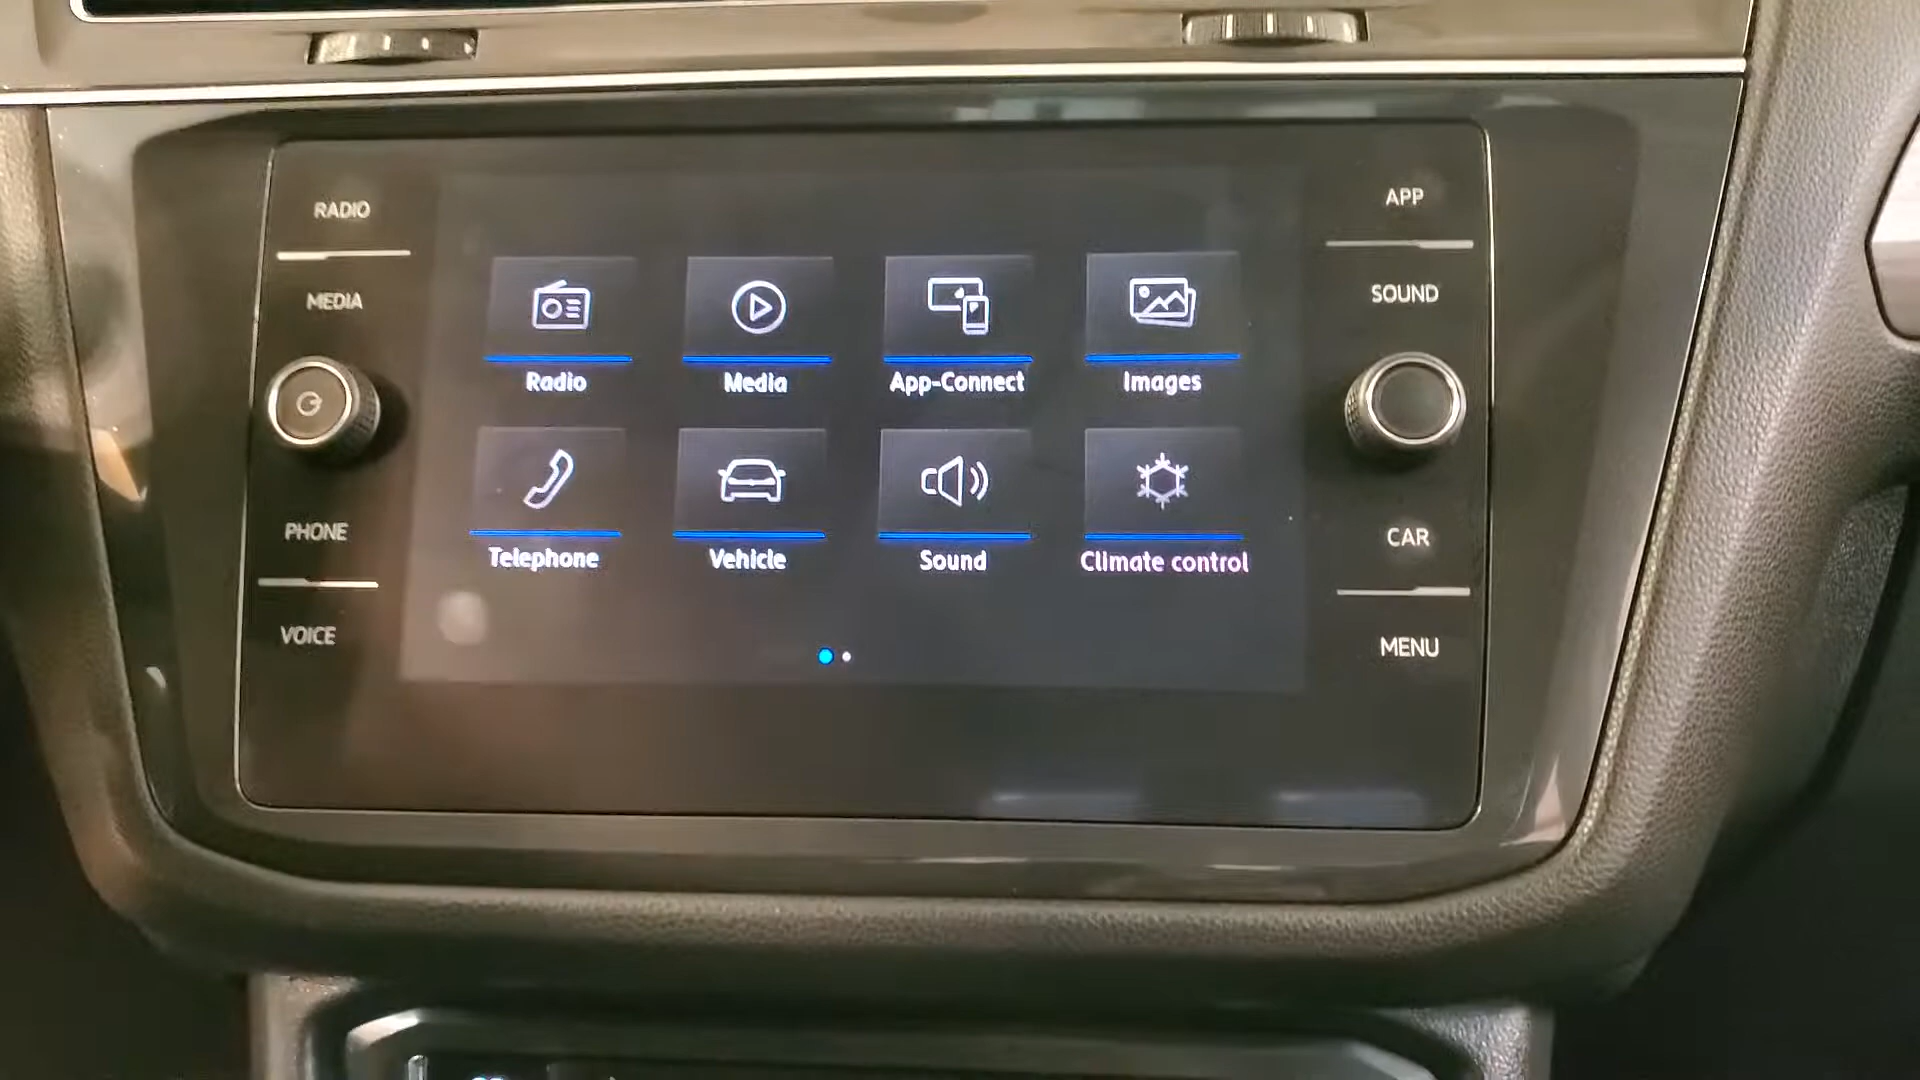 RADIO
MEDIA
PHONE
VOICE
Radio
Media
App-Connect
Images
Telephone
Vehicle
Sound
Climate control
APP
SOUND
CAR
MENU